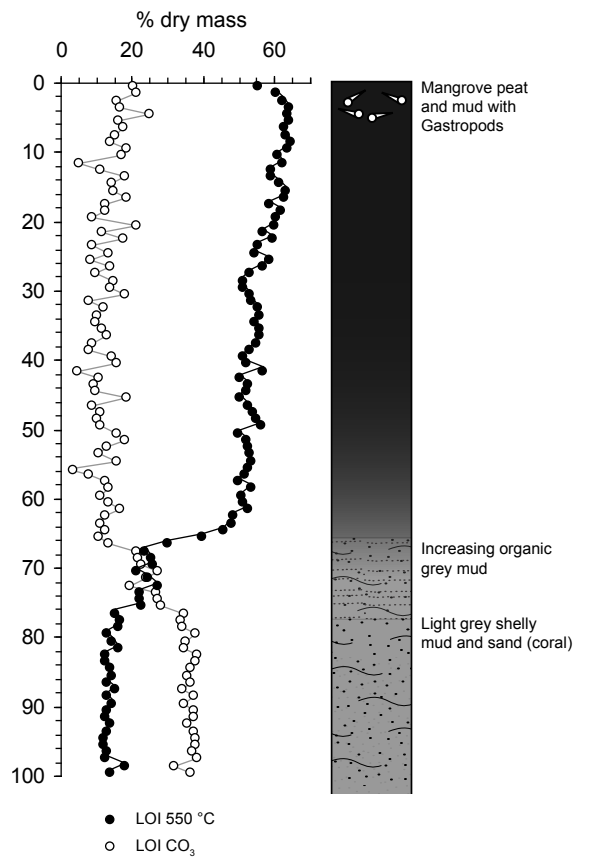 % dry mass
0 20 40 60
0
10
20
30
40
50
60
70
80
90
100
Mangrove peat
and mud with
Gastropods
Increasing organic
grey mud
Light grey shelly
mud and sand (coral)
LOI 550 °C
LOI CO₃